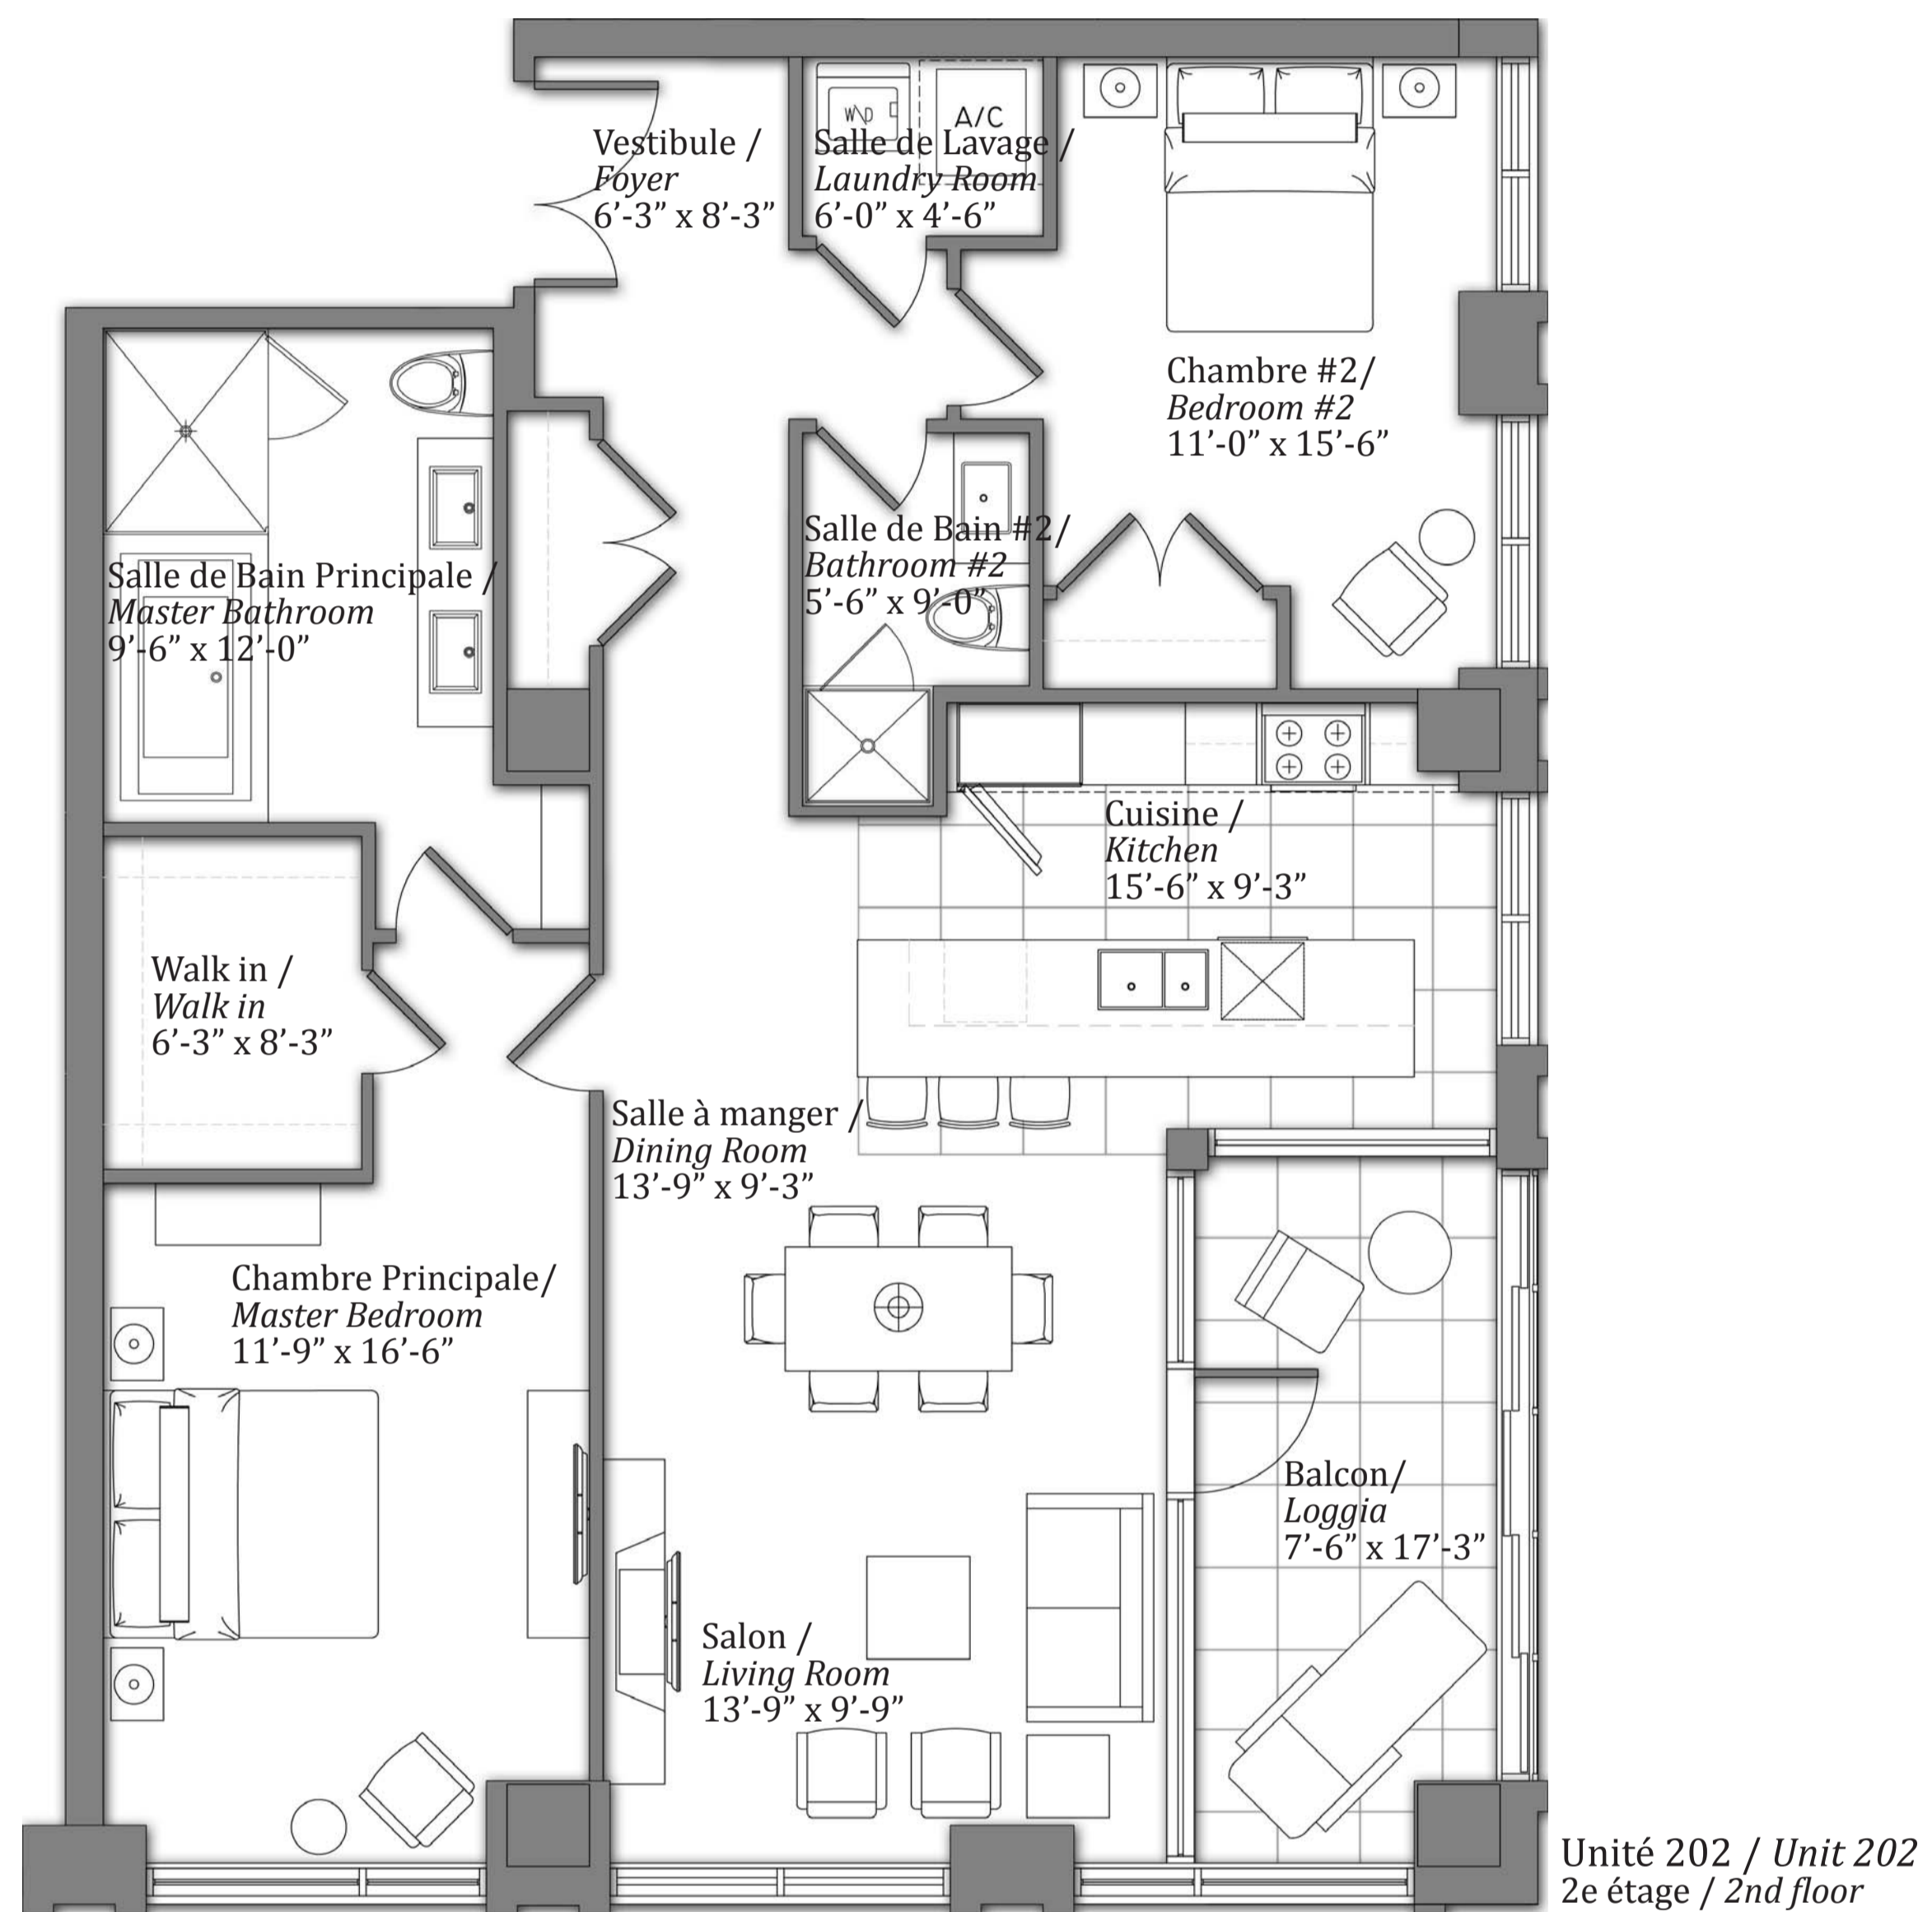 W\D
A/C
Vestibule /
Foyer
6’-3” x 8’-3”
Salle de Lavage /
Laundry Room
6’-0” x 4’-6”
Chambre #2/
Bedroom #2
11’-0” x 15’-6”
Salle de Bain #2/
Bathroom #2
5’-6” x 9’-0”
Salle de Bain Principale /
Master Bathroom
9’-6” x 12’-0”
Cuisine /
Kitchen
15’-6” x 9’-3”
Walk in /
Walk in
6’-3” x 8’-3”
Salle à manger /
Dining Room
13’-9” x 9’-3”
Chambre Principale/
Master Bedroom
11’-9” x 16’-6”
Balcon/
Loggia
7’-6” x 17’-3”
Salon /
Living Room
13’-9” x 9’-9”
Unité 202 / Unit 202
2e étage / 2nd floor